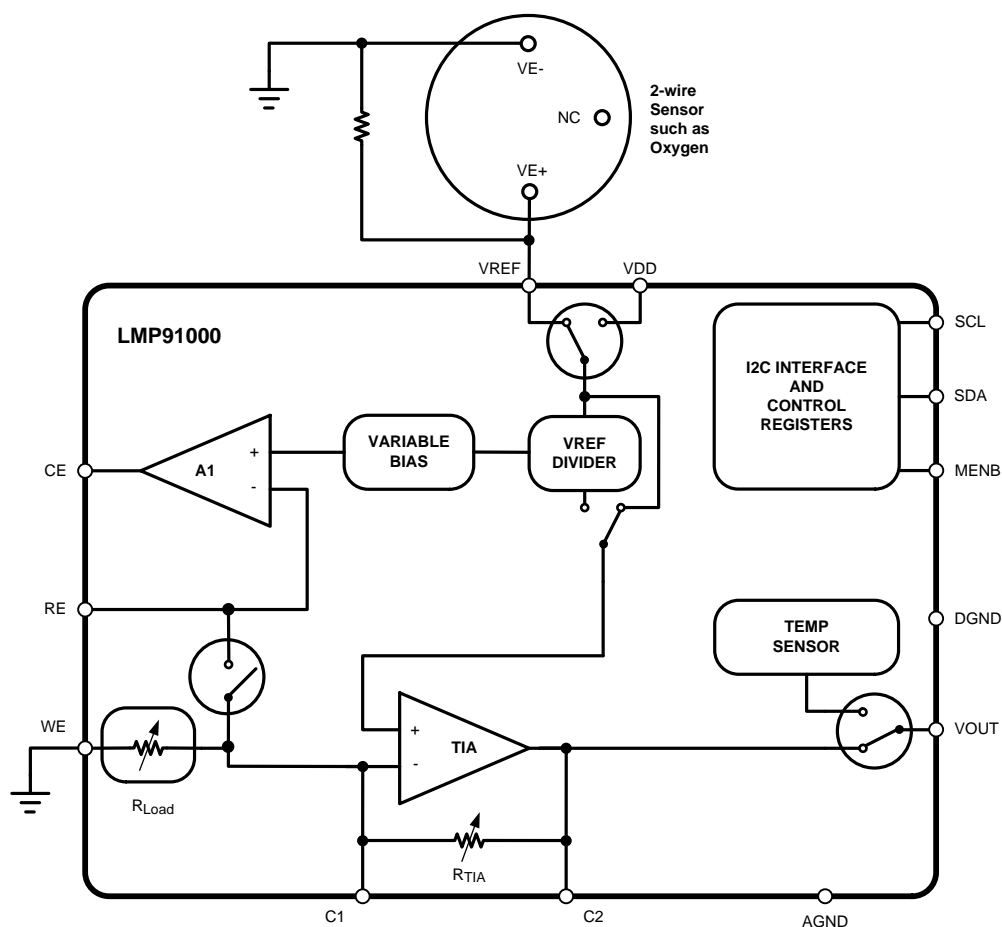 VE-
NC
VE+
2-wire
Sensor
such as
Oxygen
VREF
VDD
LMP91000
SCL
SDA
MENB
I2C INTERFACE
AND
CONTROL
REGISTERS
CE
A1
+
-
VARIABLE
BIAS
VREF
DIVIDER
RE
DGND
TEMP
SENSOR
WE
VOUT
RLoad
+
-
TIA
RTIA
C1
C2
AGND